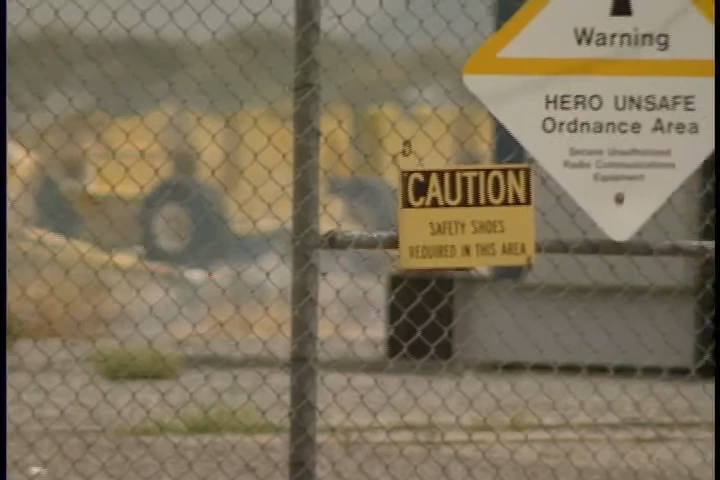 Warning
HERO UNSAFE
Ordnance Area
Secure Unauthorized
Radio Communications
Equipment
CAUTION
SAFETY SHOES
REQUIRED IN THIS AREA